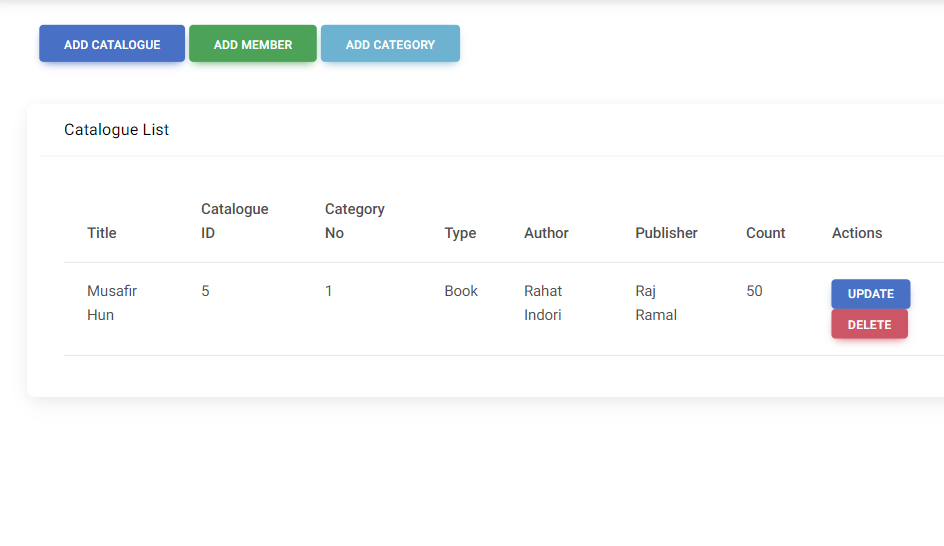 ADD CATALOGUE ADD MEMBER ADD CATEGORY
Catalogue List
Title Catalogue ID Category No Type Author Publisher Count Actions
Musafir Hun 5 1 Book Rahat Indori Raj Ramal 50 UPDATE
DELETE